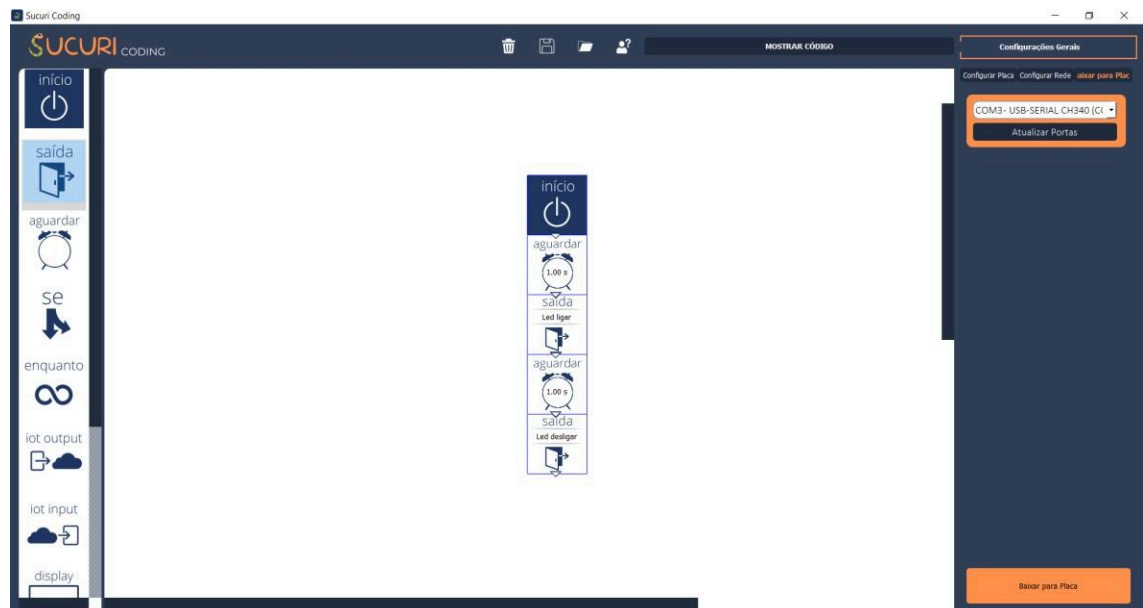 Sucuri Coding
SUCURI CODING
MOSTRAR CÓDIGO
Configurações Gerais
Configurar Placa Configurar Rede aixar para Plac
COM3- USB-SERIAL CH340 (C
Atualizar Portas
início
saída
aguardar
se
enquanto
iot output
iot input
display
início
aguardar
1.00 s
saída
Led ligar
aguardar
1.00 s
saída
Led desligar
Baixar para Placa